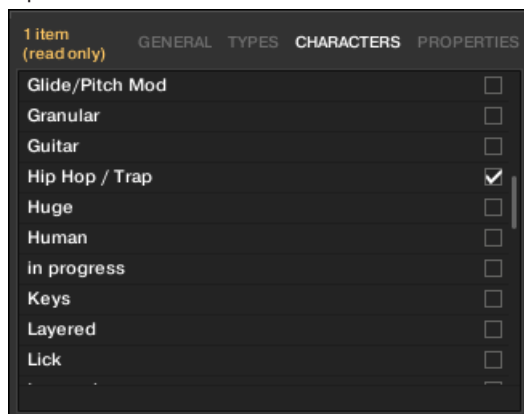 1 item
(read only)
GENERAL TYPES CHARACTERS PROPERTIES
Glide/Pitch Mod
Granular
Guitar
Hip Hop / Trap
Huge
Human
in progress
Keys
Layered
Lick